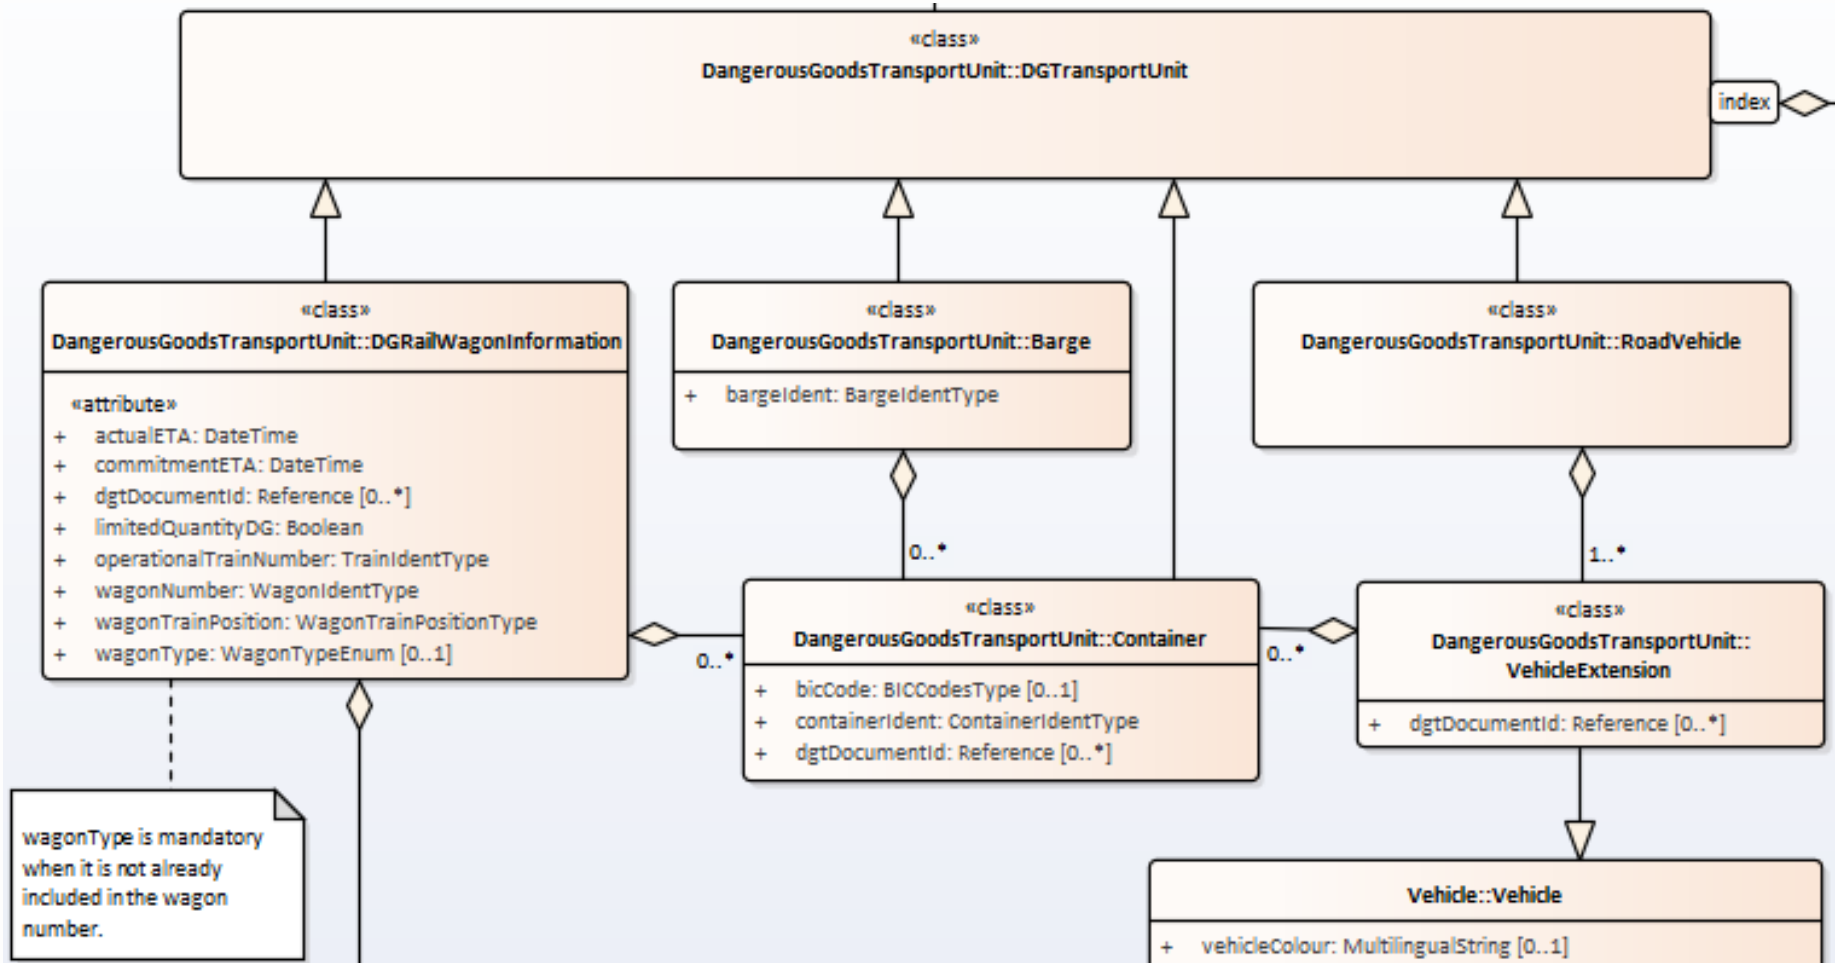 «class»
DangerousGoodsTransportUnit::DGTransportUnit
index
«class»
DangerousGoodsTransportUnit::DGRailWagonInformation
«attribute»
+ actualETA: DateTime
+ commitmentETA: DateTime
+ dgtDocumentId: Reference [0..*]
+ limitedQuantityDG: Boolean
+ operationalTrainNumber: TrainIdentType
+ wagonNumber: WagonIdentType
+ wagonTrainPosition: WagonTrainPositionType
+ wagonType: WagonTypeEnum [0..1]
«class»
DangerousGoodsTransportUnit::Barge
+ bargeIdent: BargeIdentType
«class»
DangerousGoodsTransportUnit::RoadVehicle
0..*
1..*
0..*
«class»
DangerousGoodsTransportUnit::Container
+ bicCode: BICCodesType [0..1]
+ containerIdent: ContainerIdentType
+ dgtDocumentId: Reference [0..*]
0..*
«class»
DangerousGoodsTransportUnit::
VehicleExtension
+ dgtDocumentId: Reference [0..*]
wagonType is mandatory
when it is not already
included in the wagon
number.
Vehicle::Vehicle
+ vehicleColour: MultilingualString [0..1]